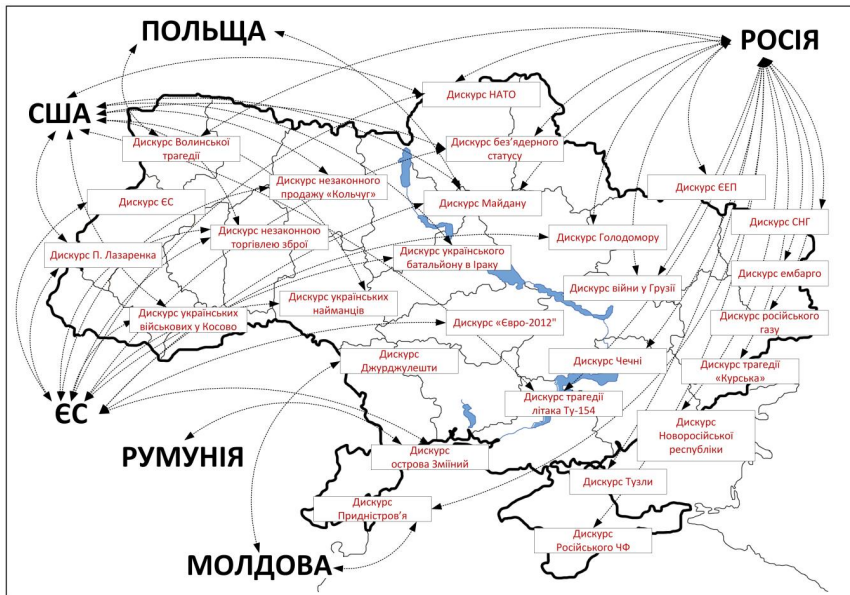 ПОЛЬЩА
РОСІЯ
США
Дискурс НАТО
Дискурс Волинської
трагедії
Дискурс без’ядерного
статусу
Дискурс незаконного
продажу «Кольчуг»
Дискурс ЄЕП
Дискурс ЄС
Дискурс Майдану
Дискурс СНГ
Дискурс незаконною
торгівлею зброї
Дискурс Голодомору
Дискурс П. Лазаренка
Дискурс українського
батальйону в Іраку
Дискурс ембарго
Дискурс війни у Грузії
Дискурс українських
найманців
Дискурс українських
військових у Косово
Дискурс російського
газу
Дискурс «Євро-2012"
Дискурс
Джурджулешти
Дискурс Чечні
Дискурс трагедії
«Курська»
Дискурс трагедії
літака Ту-154
ЄС
Дискурс
Новоросійської
республіки
РУМУНІЯ
Дискурс
острова Зміїний
Дискурс Тузли
Дискурс
Придністров’я
Дискурс
Російського ЧФ
МОЛДОВА